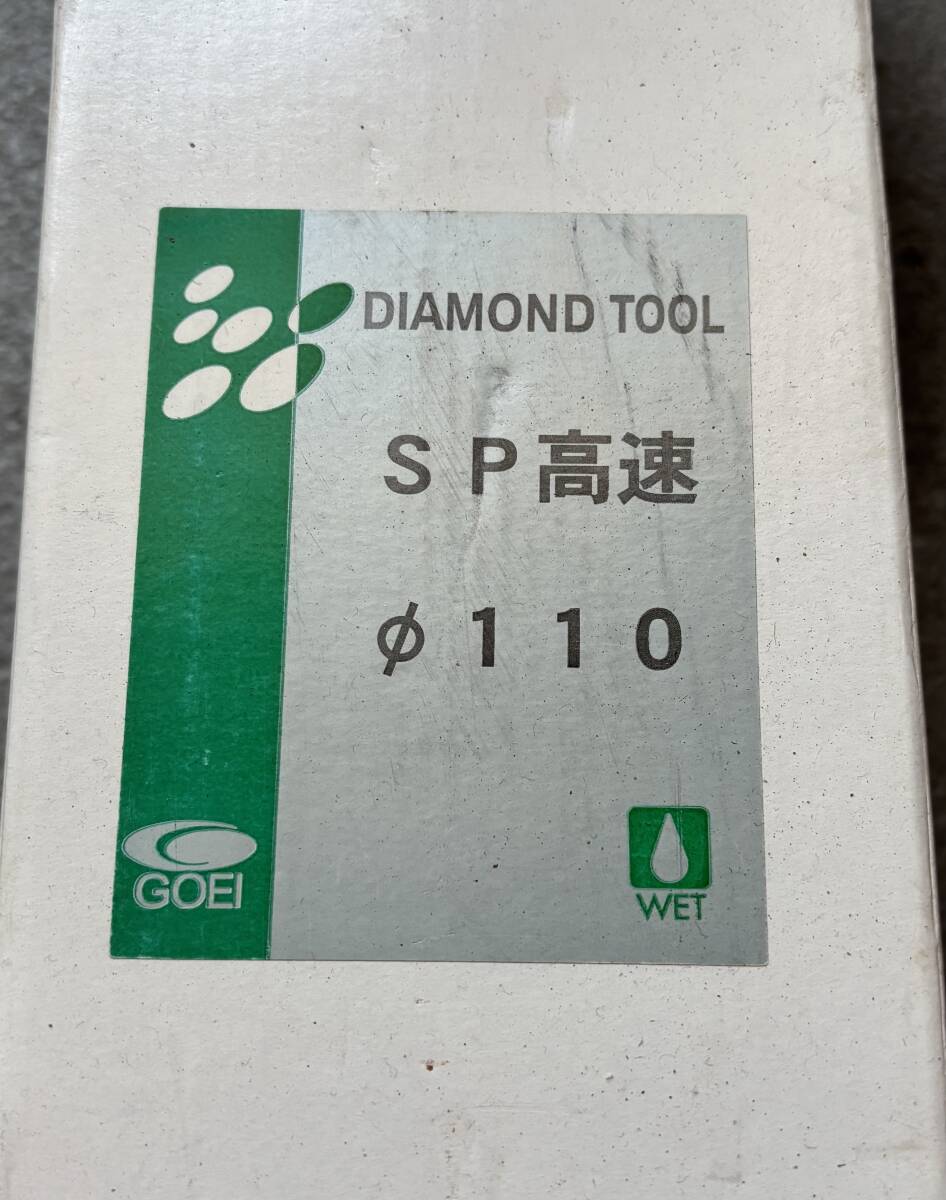 DIAMOND TOOL
ＳＰ高速
φ１１０
GOEI
WET